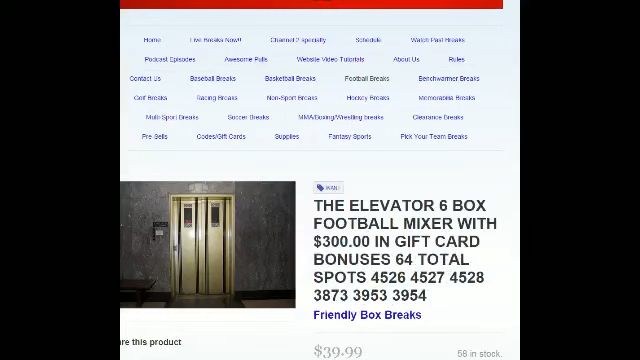 Home Live Breaks Now!! Channel 2 specialty Schedule Watch Past Breaks
Podcast Episodes Awesome Pulls Website Video Tutorials About Us Rules
Contact Us Baseball Breaks Basketball Breaks Football Breaks Benchwarmer Breaks
Golf Breaks Racing Breaks Non-Sport Breaks Hockey Breaks Memorabilia Breaks
Multi-Sport Breaks Soccer Breaks MMA/Boxing/Wrestling breaks Clearance Breaks
Pre-Sells Codes/Gift Cards Supplies Fantasy Sports Pick Your Team Breaks
WANT
THE ELEVATOR 6 BOX
FOOTBALL MIXER WITH
$300.00 IN GIFT CARD
BONUSES 64 TOTAL
SPOTS 4526 4527 4528
3873 3953 3954
Friendly Box Breaks
are this product
$39.99
58 in stock.